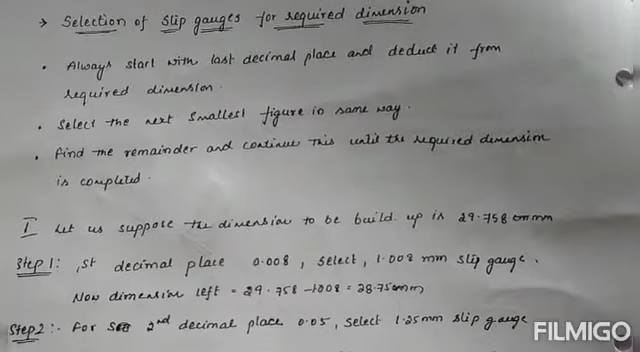 → Selection of slip gauges for required dimension
• Always start with last decimal place and deduct it from
required dimension.
• Select the next smallest figure in same way.
• Find the remainder and continue this until the required dimension
is completed.
I Let us suppose the dimension to be build up is 29.758 mm
Step 1: 1st decimal place 0.008, select, 1.008 mm slip gauge.
Now dimension left = 29.758 - 1.008 = 28.75 mm
Step 2:- For 2nd decimal place 0.05, select 1.25mm slip gauge
FILMIGO